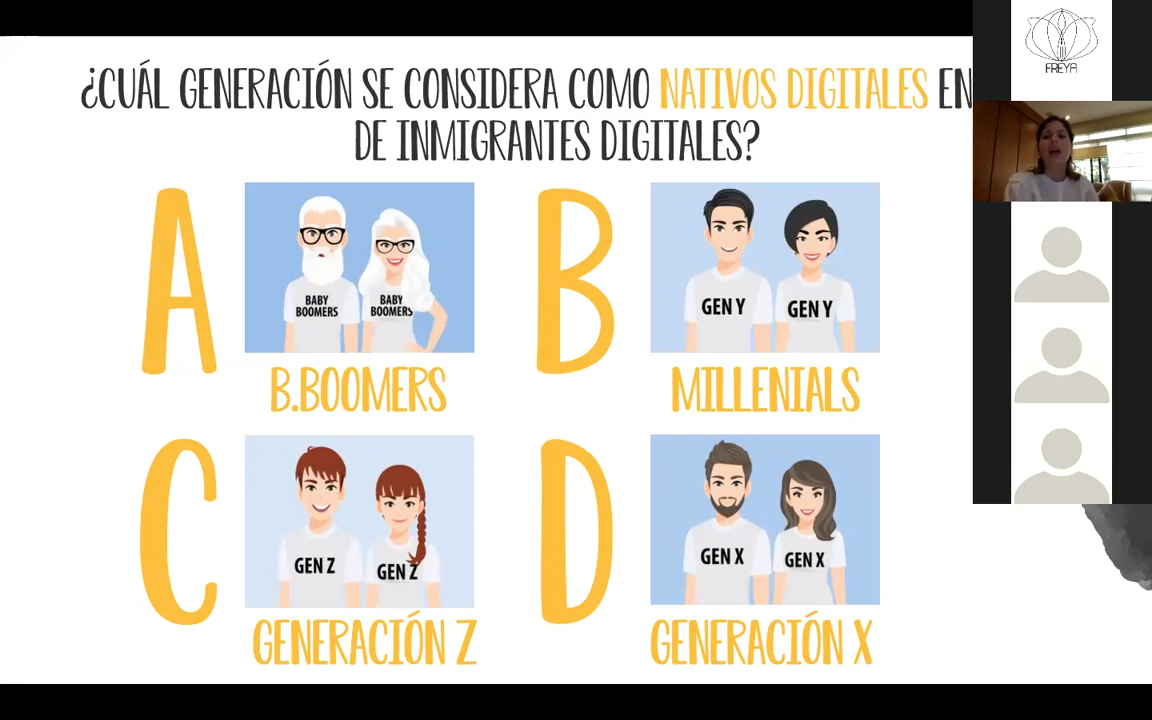 ¿CUÁL GENERACIÓN SE CONSIDERA COMO NATIVOS DIGITALES EN
DE INMIGRANTES DIGITALES?
FREYA
A
BABY
BOOMERS
BABY
BOOMERS
B.BOOMERS
B
GEN Y
GEN Y
MILLENIALS
C
GEN Z
GEN Z
GENERACIÓN Z
D
GEN X
GEN X
GENERACIÓN X